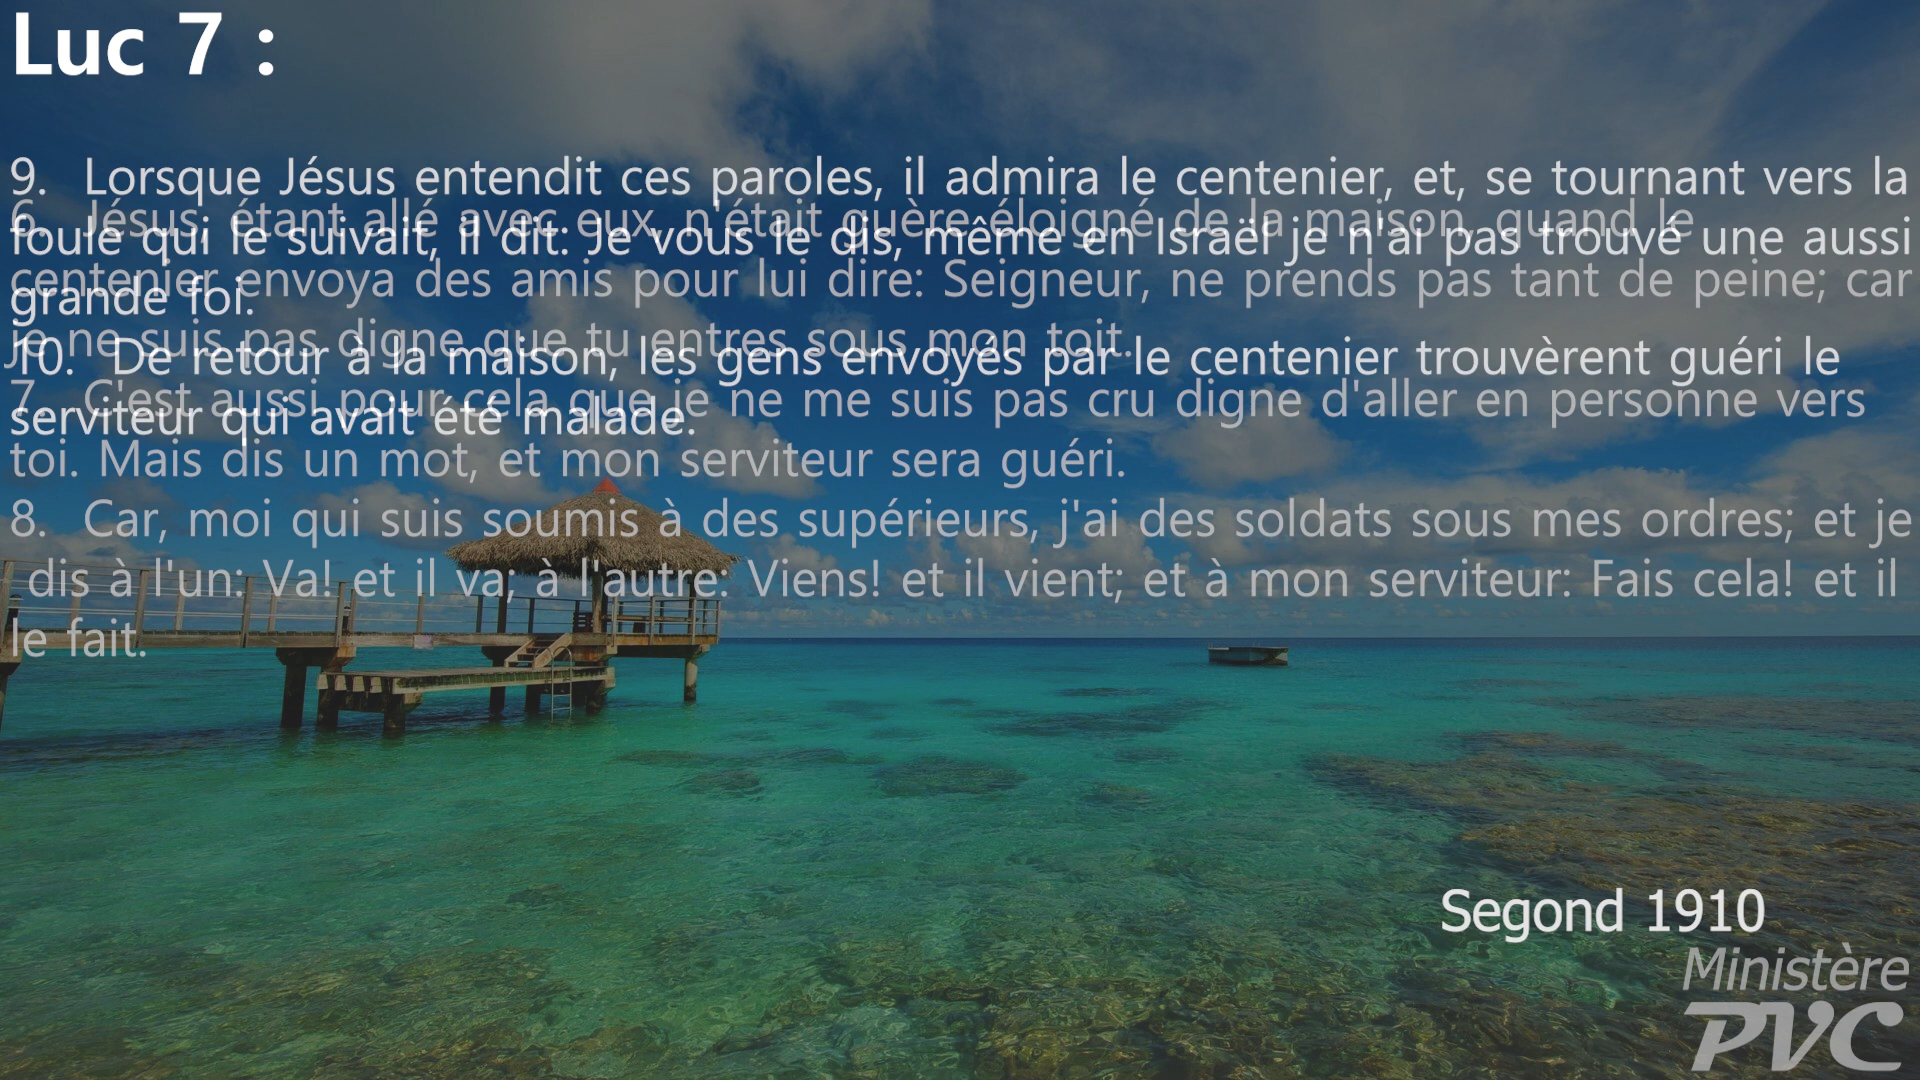 Luc 7 :
9. Lorsque Jésus entendit ces paroles, il admira le centenier, et, se tournant vers la
foule qui le suivait, il dit: Je vous le dis, même en Israël je n'ai pas trouvé une aussi
grande foi.
10. De retour à la maison, les gens envoyés par le centenier trouvèrent guéri le
serviteur qui avait été malade.
6. Jésus, étant allé avec eux, n'était guère éloigné de la maison, quand le
centenier envoya des amis pour lui dire: Seigneur, ne prends pas tant de peine; car
je ne suis pas digne que tu entres sous mon toit.
7. C'est aussi pour cela que je ne me suis pas cru digne d'aller en personne vers
toi. Mais dis un mot, et mon serviteur sera guéri.
8. Car, moi qui suis soumis à des supérieurs, j'ai des soldats sous mes ordres; et je
dis à l'un: Va! et il va, à l'autre: Viens! et il vient; et à mon serviteur: Fais cela! et il
le fait.
Segond 1910
Ministère
PVC